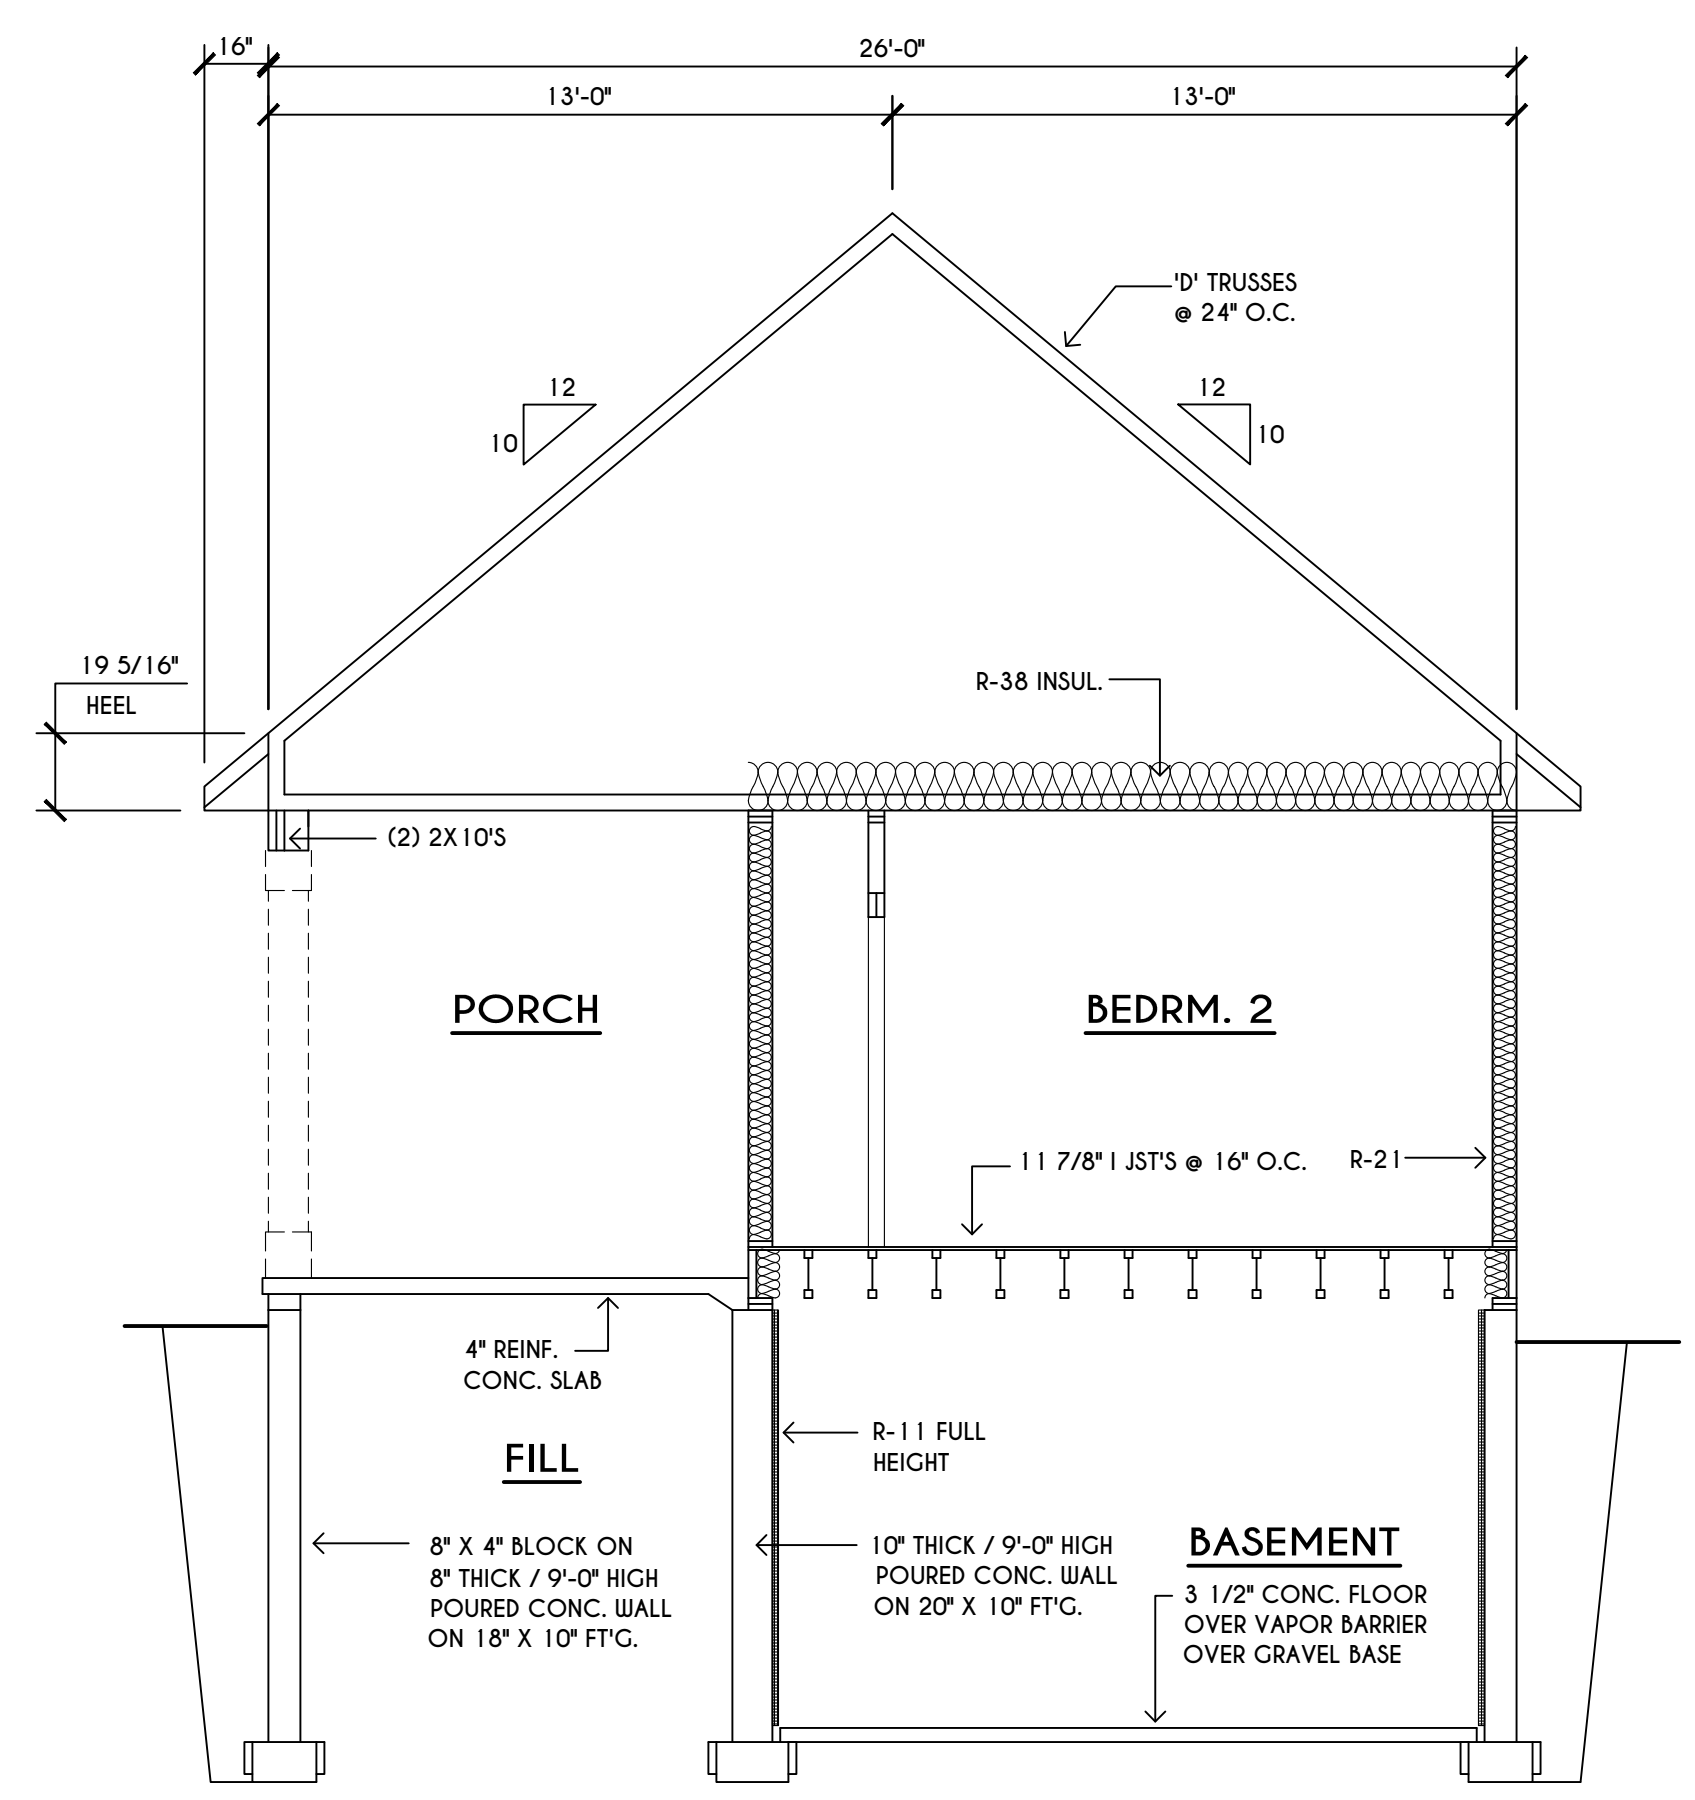 16"
26'-0"
13'-0"
13'-0"
'D' TRUSSES
@ 24" O.C.
12
10
12
10
19 5/16"
HEEL
R-38 INSUL.
(2) 2X10'S
PORCH
BEDRM. 2
11 7/8" I JST'S @ 16" O.C.
R-21
4" REINF.
CONC. SLAB
R-11 FULL
HEIGHT
FILL
8" X 4" BLOCK ON
8" THICK / 9'-0" HIGH
POURED CONC. WALL
ON 18" X 10" FT'G.
10" THICK / 9'-0" HIGH
POURED CONC. WALL
ON 20" X 10" FT'G.
BASEMENT
3 1/2" CONC. FLOOR
OVER VAPOR BARRIER
OVER GRAVEL BASE